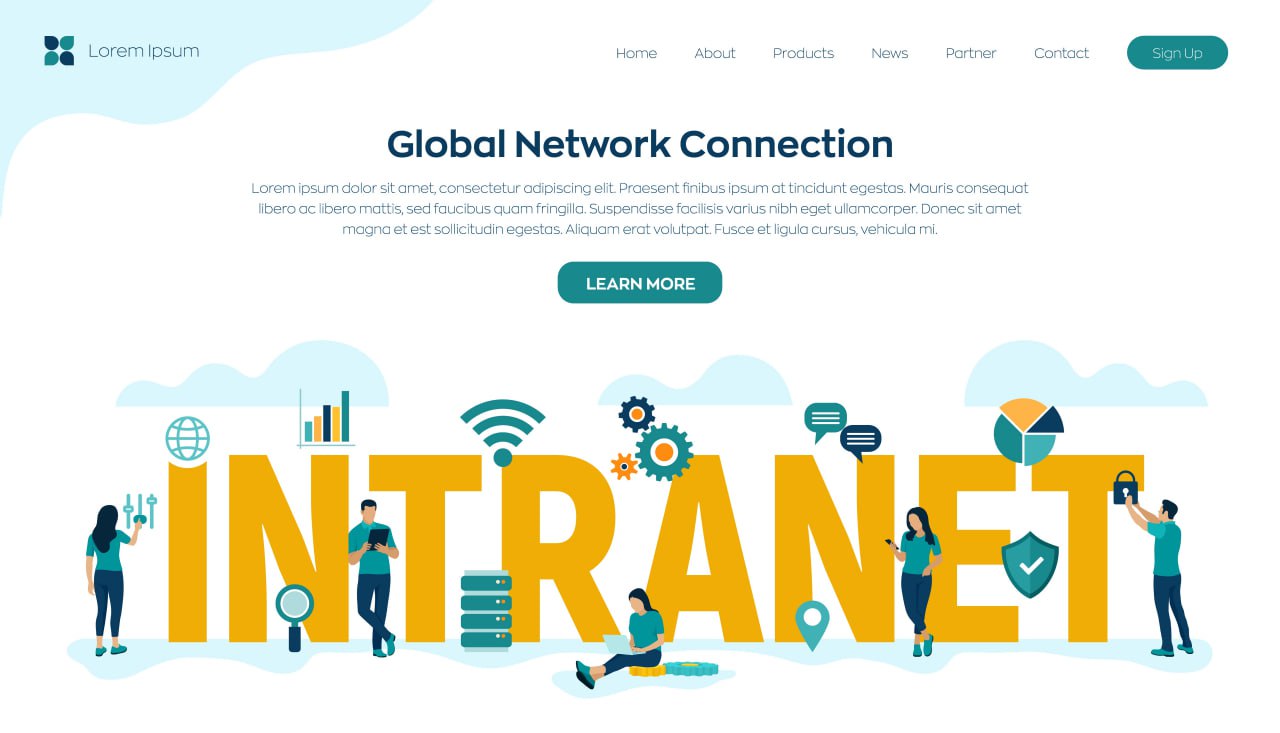 Lorem Ipsum
Home About Products News Partner Contact Sign Up
Global Network Connection
Lorem ipsum dolor sit amet, consectetur adipiscing elit. Praesent finibus ipsum at tincidunt egestas. Mauris consequat
libero ac libero mattis, sed faucibus quam fringilla. Suspendisse facilisis varius nibh eget ullamcorper. Donec sit amet
magna et est sollicitudin egestas. Aliquam erat volutpat. Fusce et ligula cursus, vehicula mi.
LEARN MORE
INTRANET